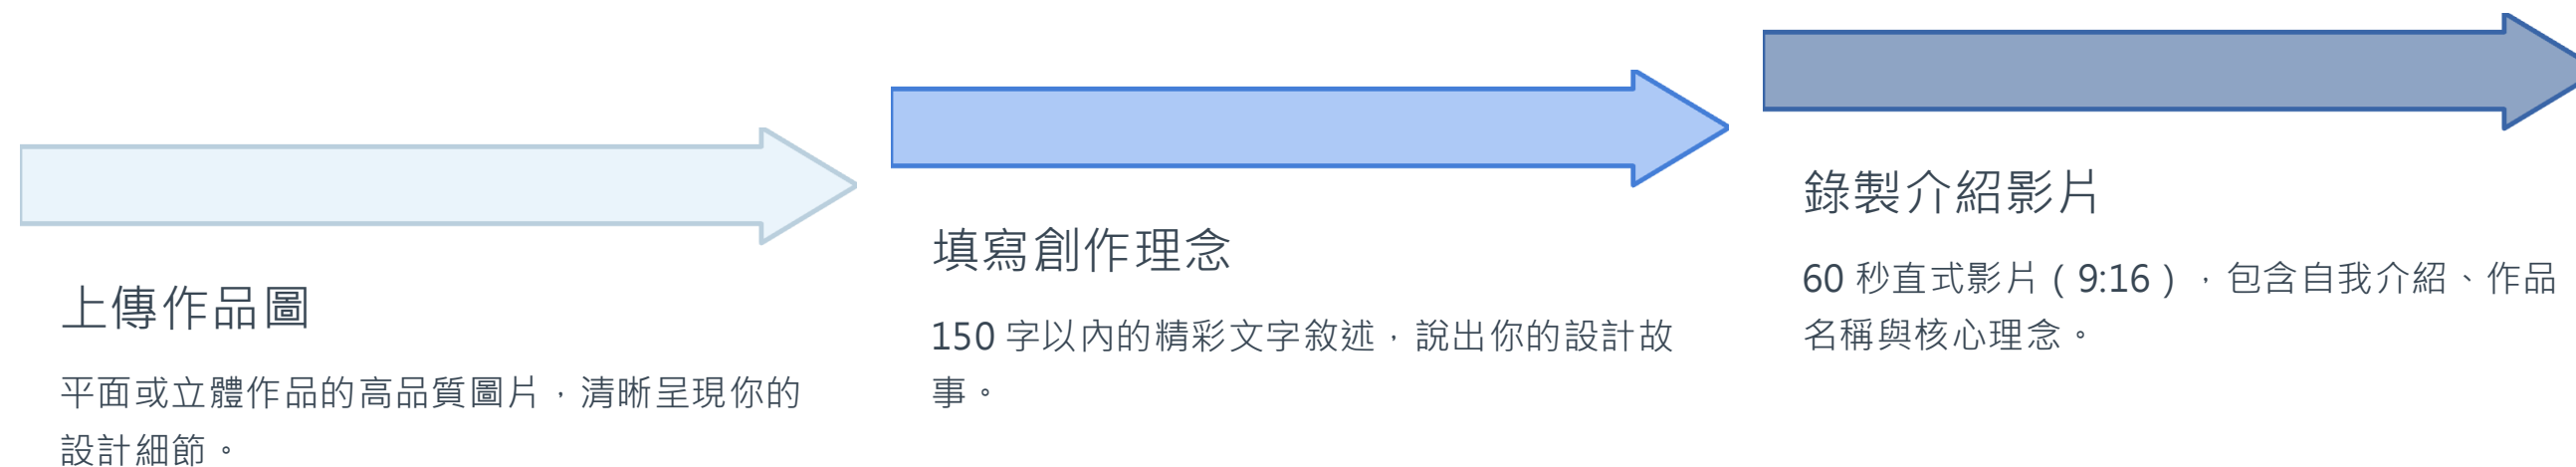 上傳作品圖
平面或立體作品的高品質圖片，清晰呈現你的
設計細節。
填寫創作理念
150 字以內的精彩文字敘述，說出你的設計故
事。
錄製介紹影片
60 秒直式影片（9:16），包含自我介紹、作品
名稱與核心理念。